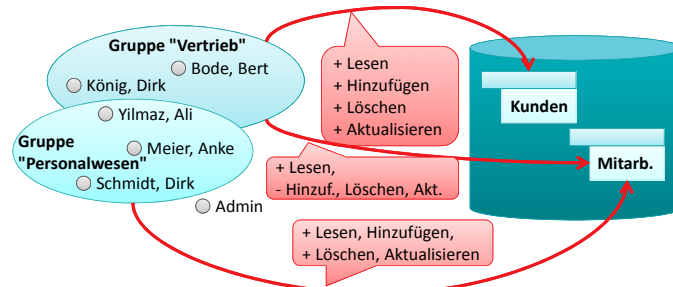 Gruppe "Vertrieb"
Bode, Bert
König, Dirk
Yilmaz, Ali
Gruppe
"Personalwesen"
Meier, Anke
Schmidt, Dirk
Admin
+ Lesen
+ Hinzufügen
+ Löschen
+ Aktualisieren
+ Lesen,
- Hinzuf., Löschen, Akt.
+ Lesen, Hinzufügen,
+ Löschen, Aktualisieren
Kunden
Mitarb.